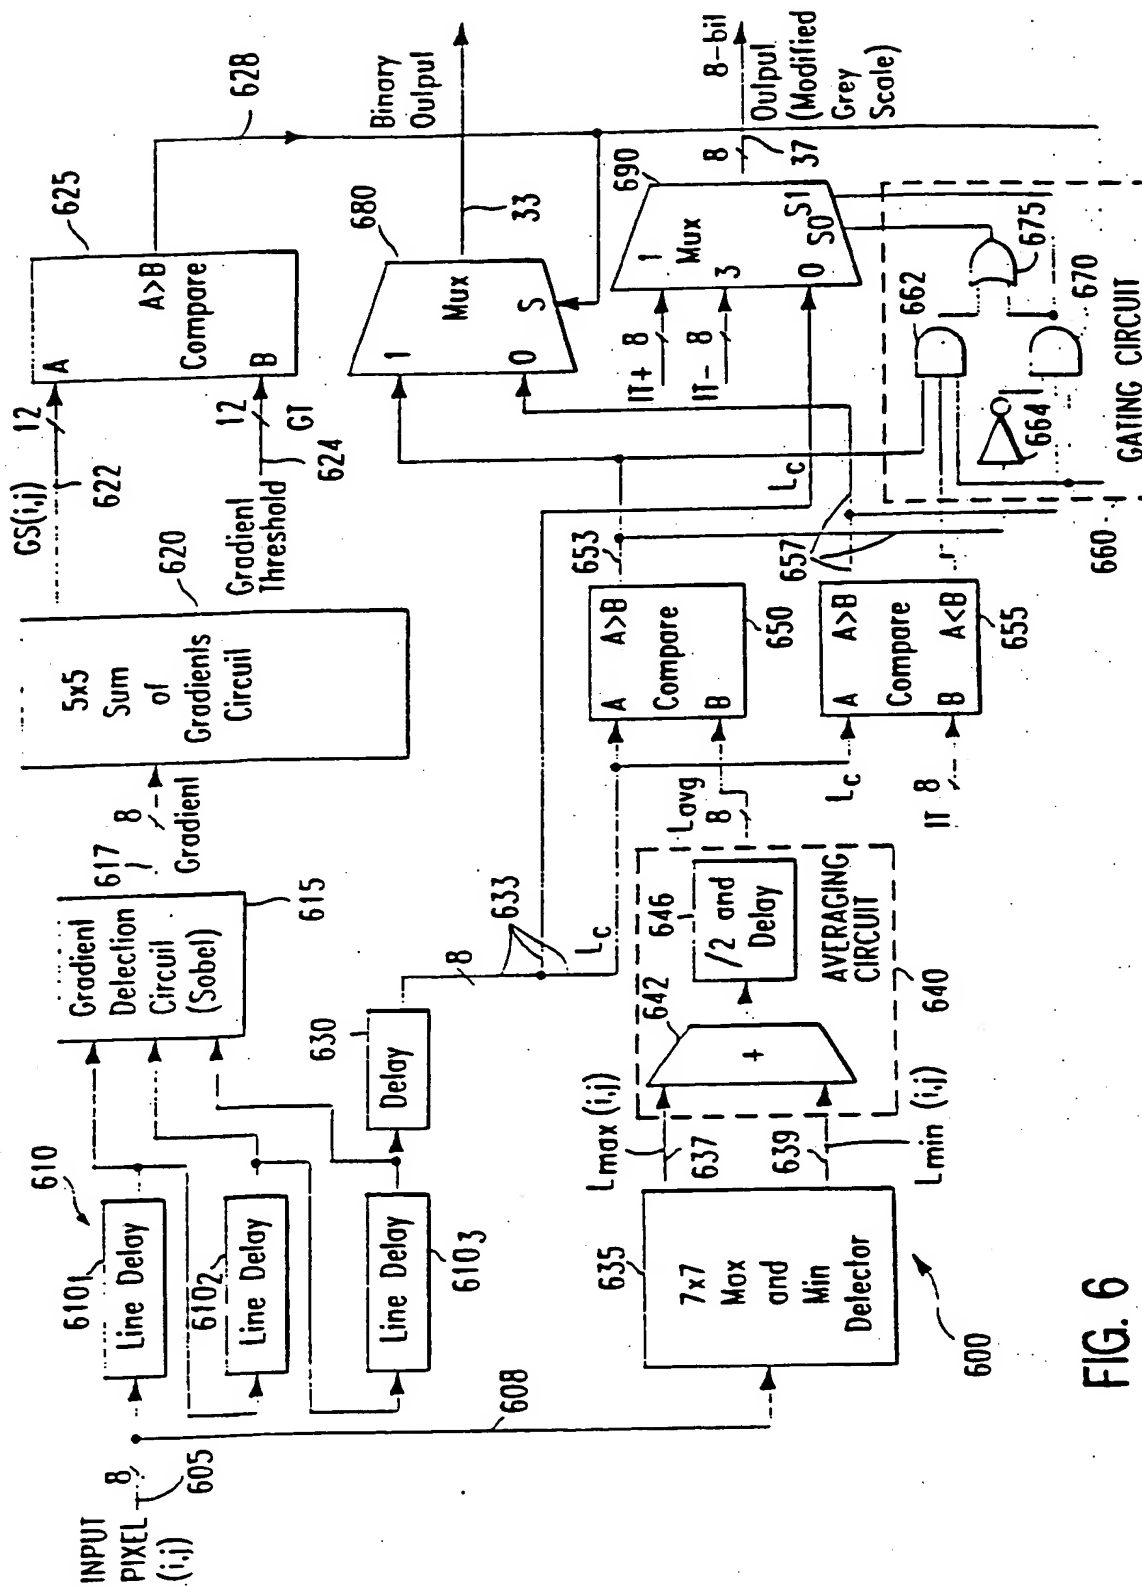 INPUT
PIXEL
(i,j)
8
605
608
610
610₁
Line Delay
610₂
Line Delay
Line Delay
610₃
Gradient
Detection
Circuit
(Sobel)
615
617
8
Gradient
5x5
Sum
of
Gradients
Circuit
620
GS(i,j)
12
622
Gradient
Threshold
12
GT
624
A
A>B
Compare
B
625
628
630
Delay
8
633
LC
635
7x7
Max
and
Min
Detector
600
Lmax (i,j)
637
639
Lmin (i,j)
642
+
646
/2 and
Delay
AVERAGING
CIRCUIT
640
Lavg
8
LC
IT
8
A
A>B
Compare
B
650
653
A
A>B
Compare
B
A<B
655
657
LC
1
Mux
0
S
680
33
Binary
Output
IT+
8
IT-
8
1
Mux
3
0
S0
S1
690
8
37
8-bit
Output
(Modified
Grey
Scale)
660
662
664
670
675
GATING CIRCUIT
FIG. 6